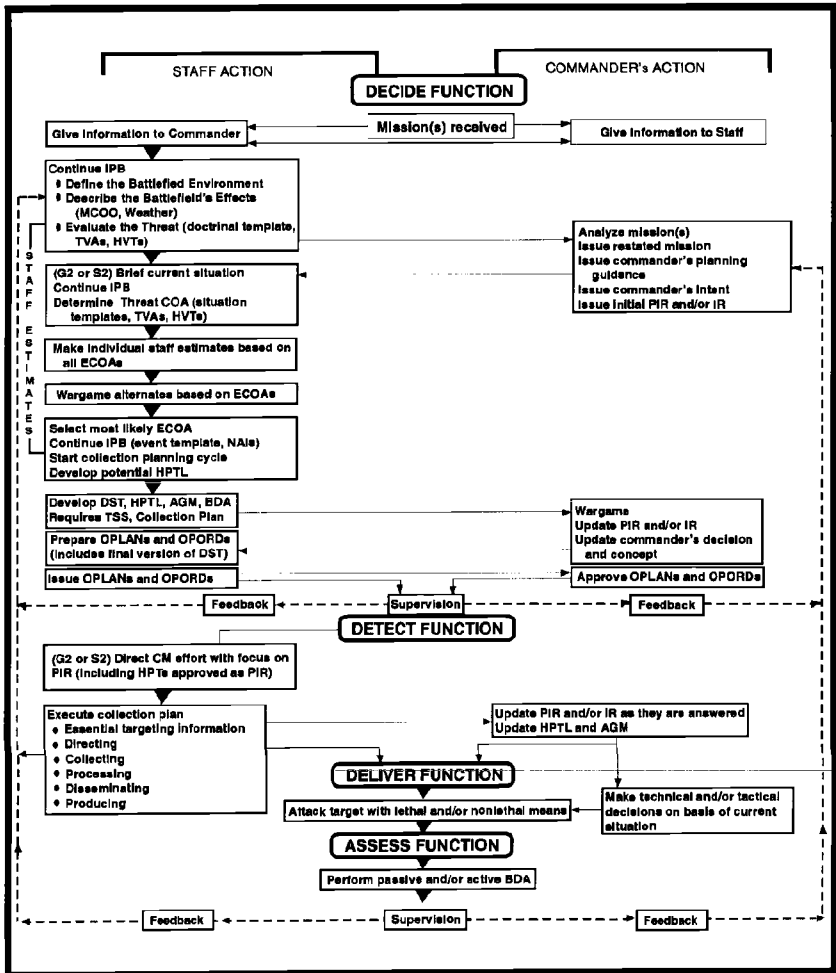 STAFF ACTION
COMMANDER's ACTION
DECIDE FUNCTION
Give Information to Commander
Mission(s) received
Give Information to Staff
Continue IPB
♦ Define the Battlefied Environment
♦ Describe the Battlefield's Effects
(MCOO, Weather)
♦ Evaluate the Threat (doctrinal template,
TVAs, HVTs)
STAFF ESTIMATES
Analyze mission(s)
Issue restated mission
Issue commander's planning
guidance
Issue commander's intent
Issue initial PIR and/or IR
(G2 or S2) Brief current situation
Continue IPB
Determine Threat COA (situation
templates, TVAs, HVTs)
Make individual staff estimates based on
all ECOAs
Wargame alternates based on ECOAs
Select most likely ECOA
Continue IPB (event template, NAIs)
Start collection planning cycle
Develop potential HPTL
Develop DST, HPTL, AGM, BDA
Requires TSS, Collection Plan
Wargame
Update PIR and/or IR
Update commander's decision
and concept
Prepare OPLANs and OPORDs
(includes final version of DST)
Issue OPLANs and OPORDs
Approve OPLANs and OPORDs
Feedback
Supervision
Feedback
DETECT FUNCTION
(G2 or S2) Direct CM effort with focus on
PIR (including HPTs approved as PIR)
Execute collection plan
♦ Essential targeting information
♦ Directing
♦ Collecting
♦ Processing
♦ Disseminating
♦ Producing
Update PIR and/or IR as they are answered
Update HPTL and AGM
DELIVER FUNCTION
Attack target with lethal and/or nonlethal means
Make technical and/or tactical
decisions on basis of current
situation
ASSESS FUNCTION
Perform passive and/or active BDA
Feedback
Supervision
Feedback